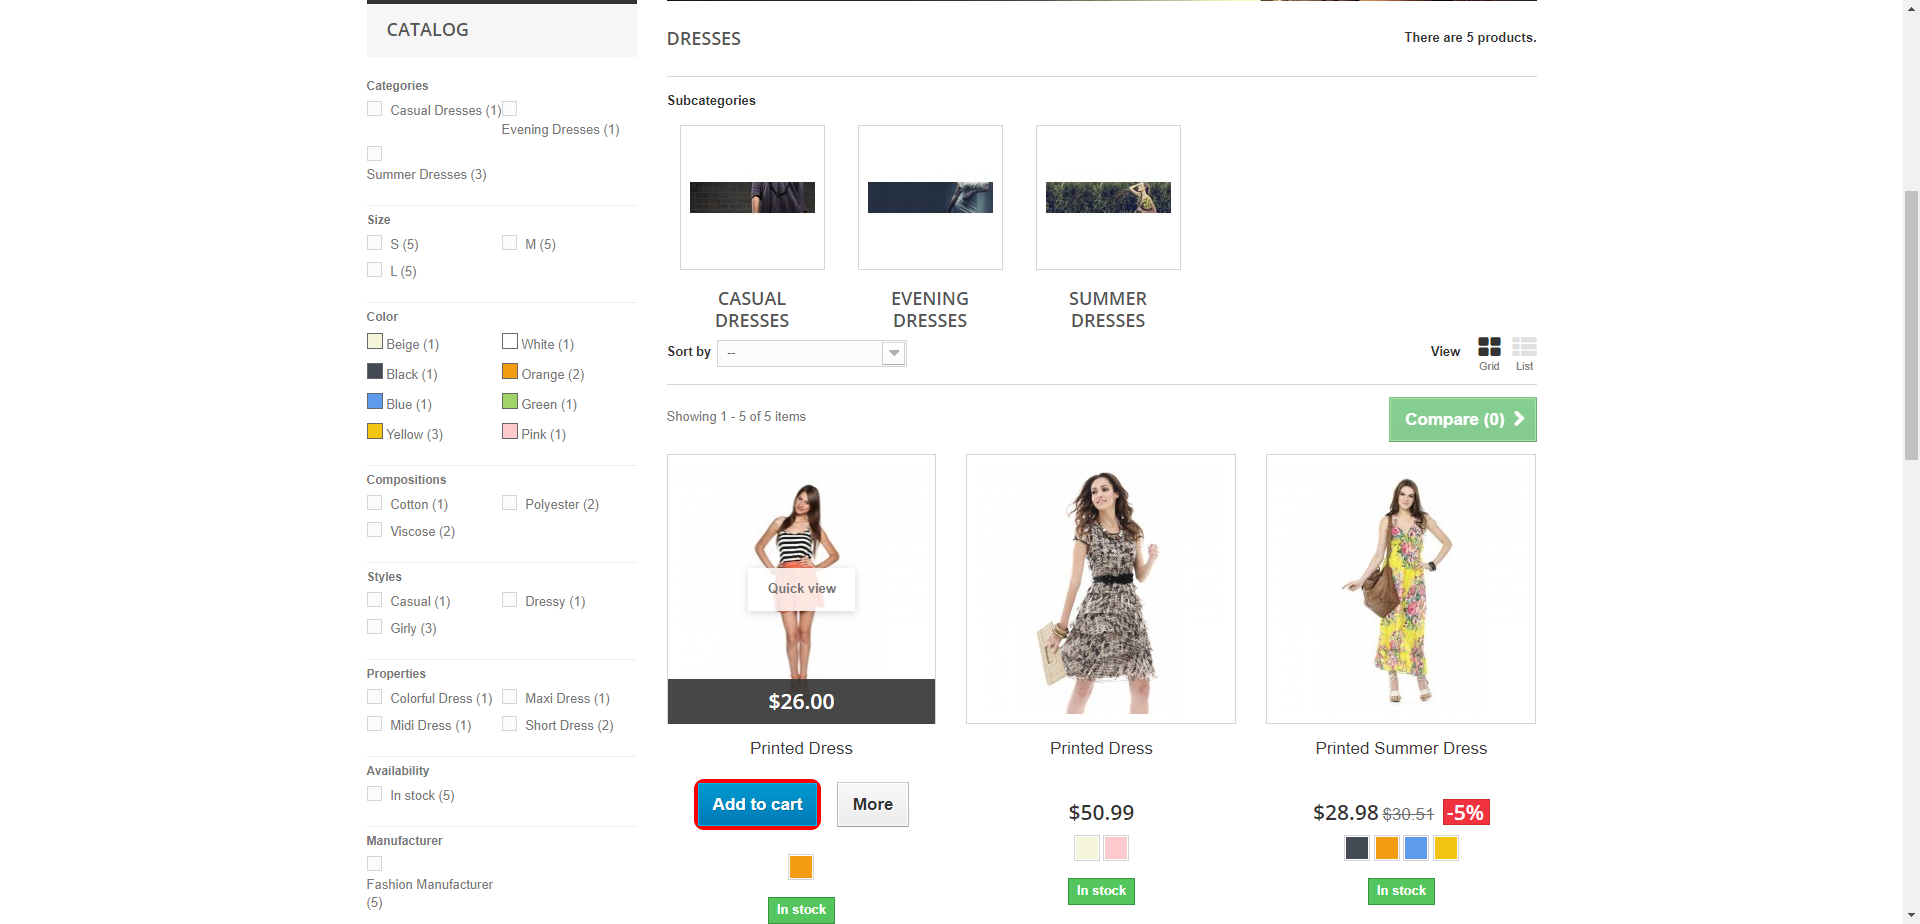 CATALOG
Categories
Casual Dresses (1)
Evening Dresses (1)
Summer Dresses (3)
Size
S (5)
M (5)
L (5)
Color
Beige (1)
White (1)
Black (1)
Orange (2)
Blue (1)
Green (1)
Yellow (3)
Pink (1)
Compositions
Cotton (1)
Polyester (2)
Viscose (2)
Styles
Casual (1)
Dressy (1)
Girly (3)
Properties
Colorful Dress (1)
Maxi Dress (1)
Midi Dress (1)
Short Dress (2)
Availability
In stock (5)
Manufacturer
Fashion Manufacturer
(5)
DRESSES
There are 5 products.
Subcategories
CASUAL
DRESSES
EVENING
DRESSES
SUMMER
DRESSES
Sort by
--
View
Grid
List
Showing 1 - 5 of 5 items
Compare (0)
Quick view
$26.00
Printed Dress
Add to cart
More
In stock
Printed Dress
$50.99
In stock
Printed Summer Dress
$28.98 $30.51 -5%
In stock